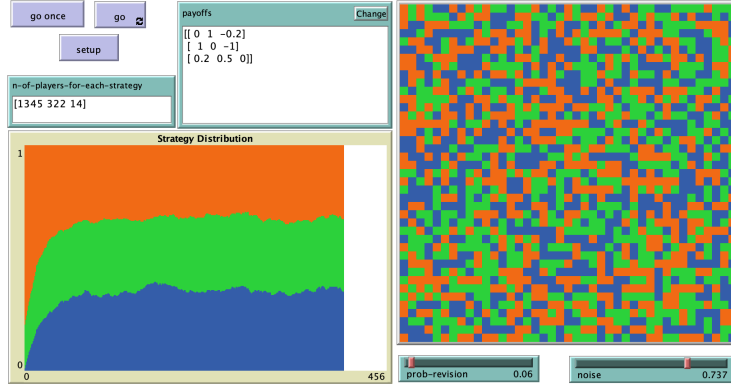 go once
go
setup
n-of-players-for-each-strategy
[1345 322 14]
payoffs
Change
[[ 0 1 -0.2]
[ 1 0 -1]
[ 0.2 0.5 0]]
Strategy Distribution
1
0
0
456
prob-revision
0.06
noise
0.737